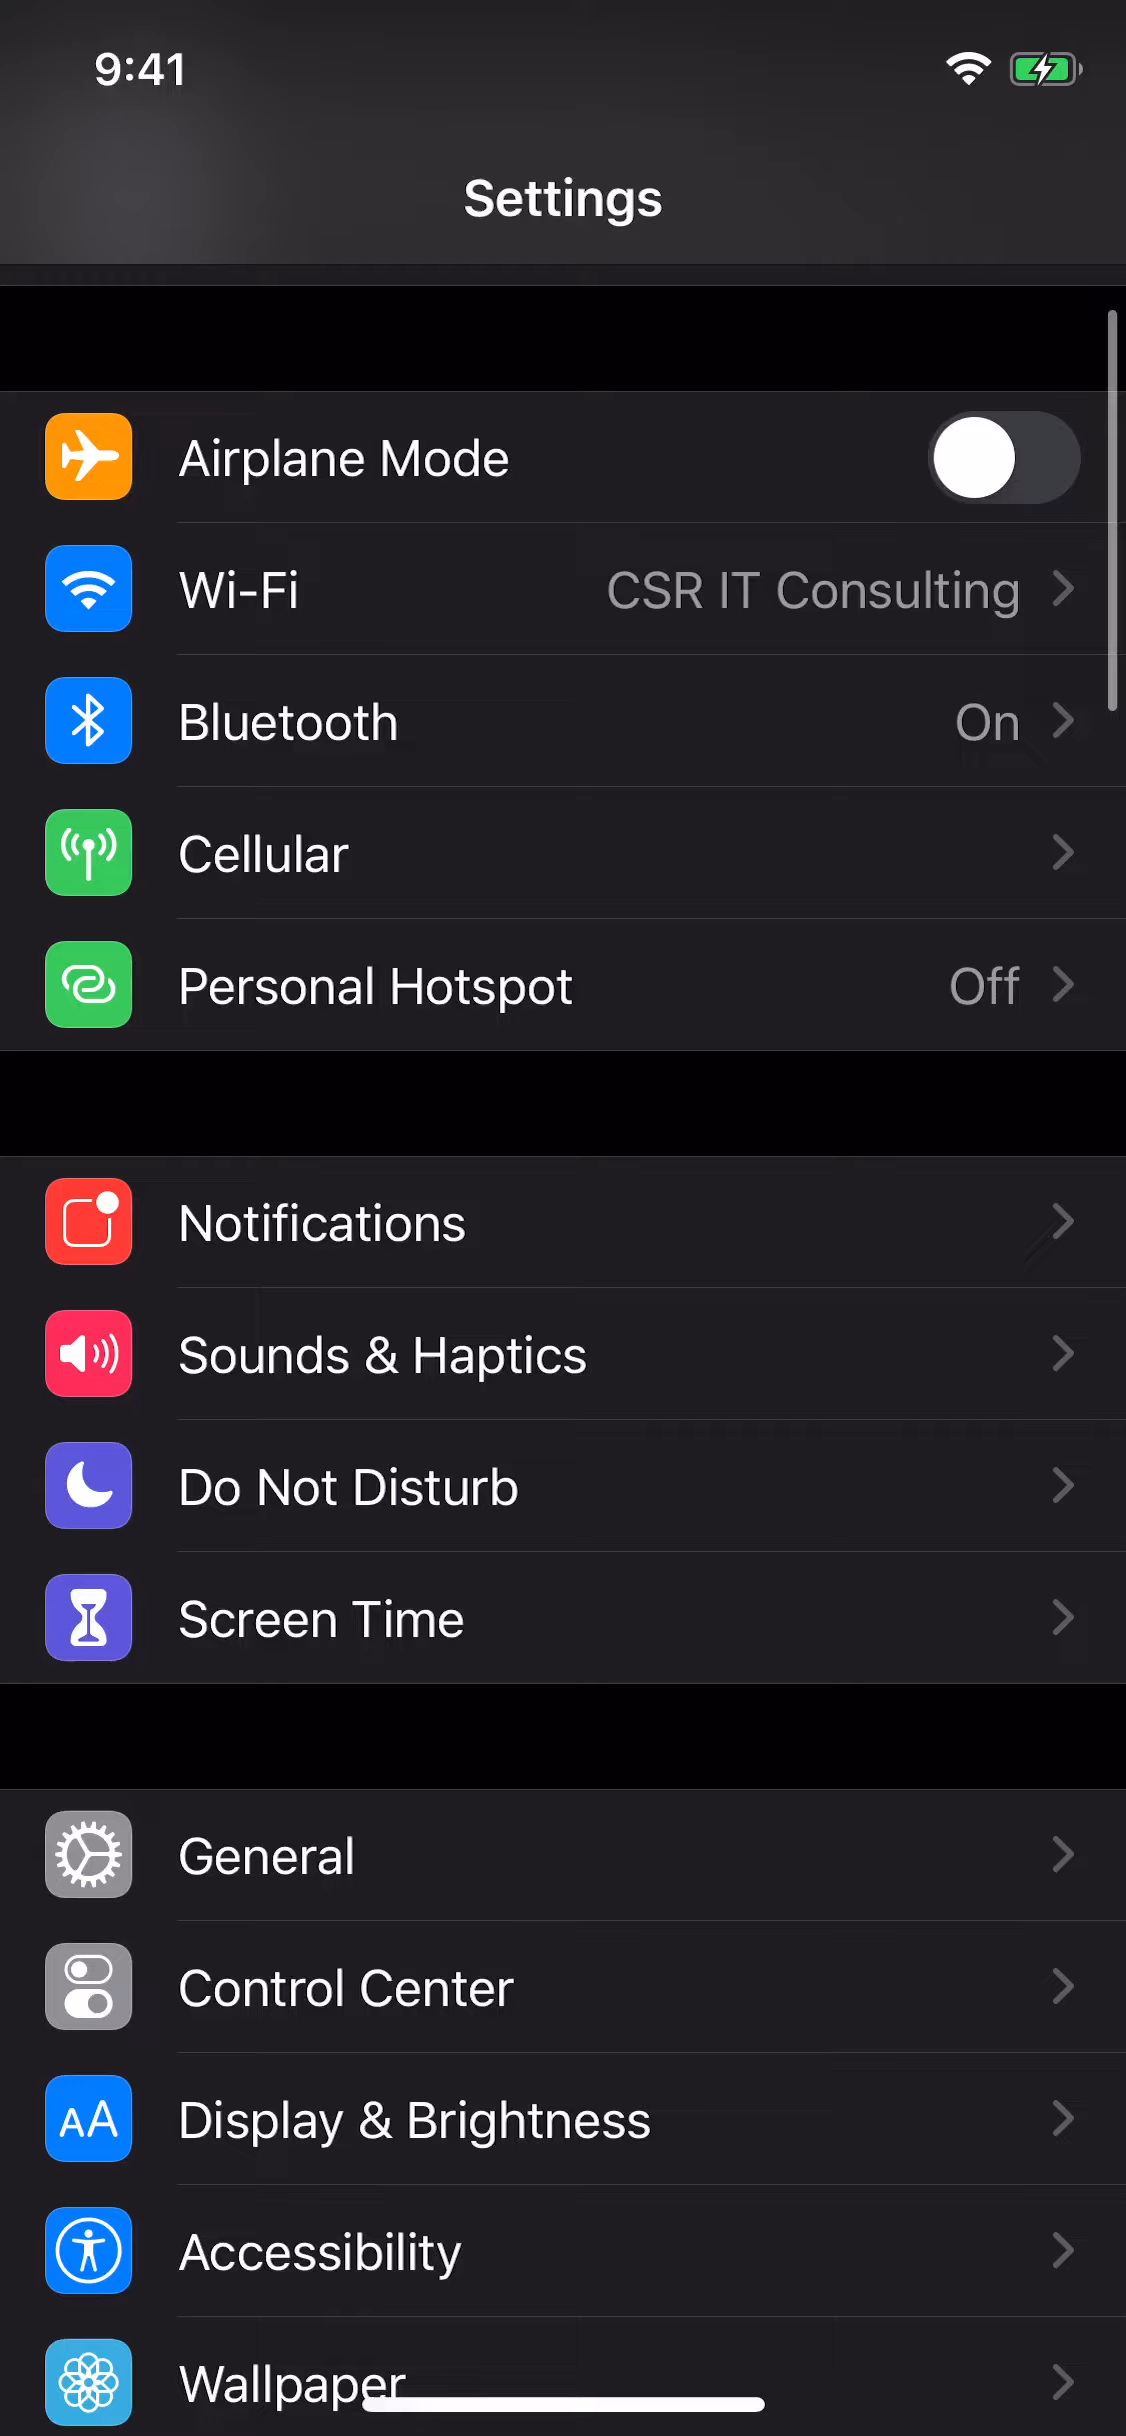 9:41
Settings
Airplane Mode
Wi-Fi CSR IT Consulting
Bluetooth On
Cellular
Personal Hotspot Off
Notifications
Sounds & Haptics
Do Not Disturb
Screen Time
General
Control Center
AA Display & Brightness
Accessibility
Wallpaper